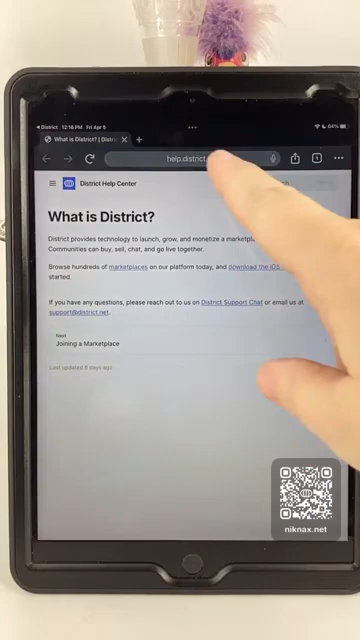 ◀ District 12:16 PM Fri Apr 5 64%
What is District? | Distri
help.district.
District Help Center
What is District?
District provides technology to launch, grow, and monetize a marketpl
Communities can buy, sell, chat, and go live together.
Browse hundreds of marketplaces on our platform today, and download the iOS
started.
If you have any questions, please reach out to us on District Support Chat or email us at
support@district.net.
Next
Joining a Marketplace
Last updated 5 days ago
niknax.net